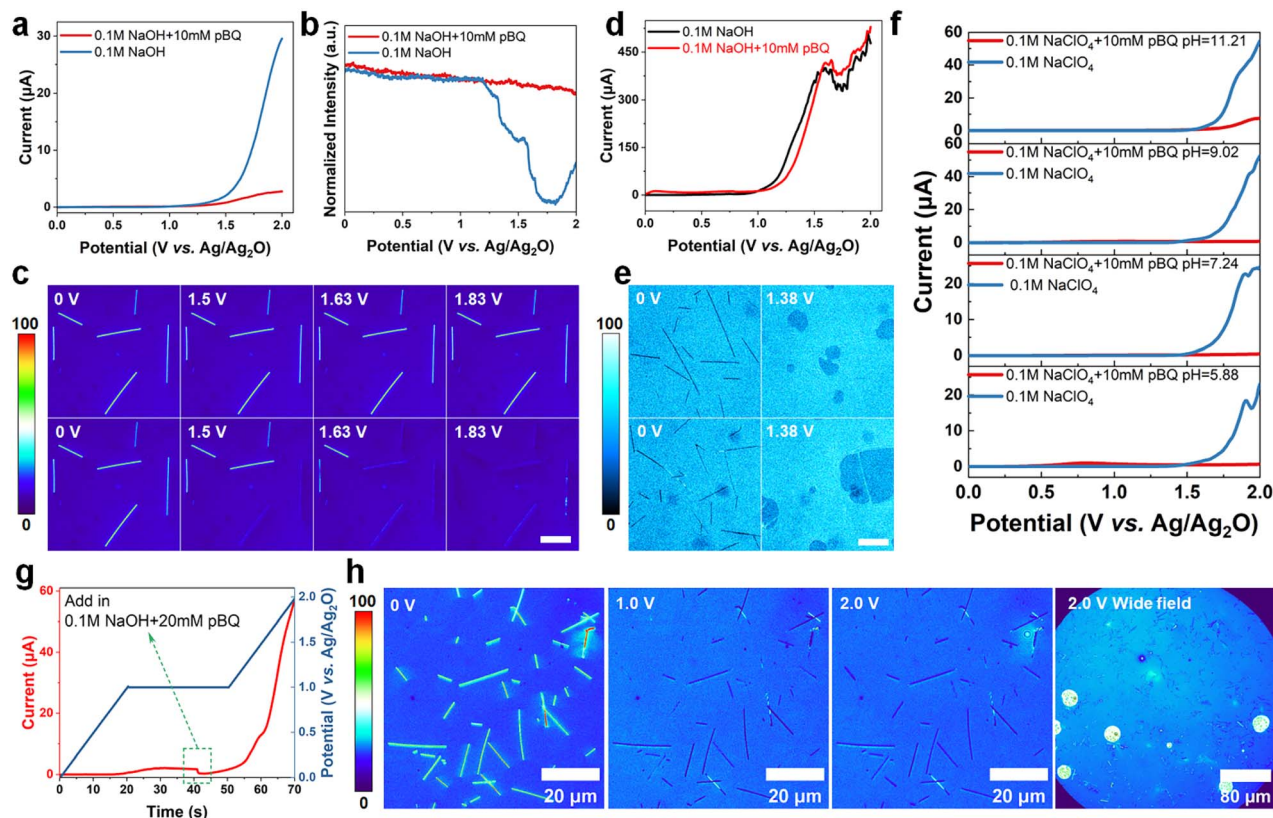 a
0.1M NaOH+10mM pBQ
0.1M NaOH
30
20
10
0
Current (µA)
0.0 0.5 1.0 1.5 2.0
Potential (V vs. Ag/Ag₂O)
b
0.1M NaOH+10mM pBQ
0.1M NaOH
Normalized Intensity (a.u.)
0 0.5 1 1.5 2
Potential (V vs. Ag/Ag₂O)
d
0.1M NaOH
0.1M NaOH+10mM pBQ
450
300
150
0
Current (µA)
0.0 0.5 1.0 1.5 2.0
Potential (V vs. Ag/Ag₂O)
f
60
0.1M NaClO₄+10mM pBQ pH=11.21
0.1M NaClO₄
40
20
0
60
0.1M NaClO₄+10mM pBQ pH=9.02
0.1M NaClO₄
40
20
0
0.1M NaClO₄+10mM pBQ pH=7.24
0.1M NaClO₄
20
10
0
0.1M NaClO₄+10mM pBQ pH=5.88
0.1M NaClO₄
20
10
0
Current (µA)
0.0 0.5 1.0 1.5 2.0
Potential (V vs. Ag/Ag₂O)
c
100
0
0 V 1.5 V 1.63 V 1.83 V
0 V 1.5 V 1.63 V 1.83 V
e
100
0
0 V 1.38 V
0 V 1.38 V
g
60
40
20
0
Current (µA)
Add in
0.1M NaOH+20mM pBQ
2.0
1.5
1.0
0.5
0.0
Potential (V vs. Ag/Ag₂O)
0 10 20 30 40 50 60 70
Time (s)
h
100
0
0 V
20 µm
1.0 V
20 µm
2.0 V
20 µm
2.0 V Wide field
80 µm